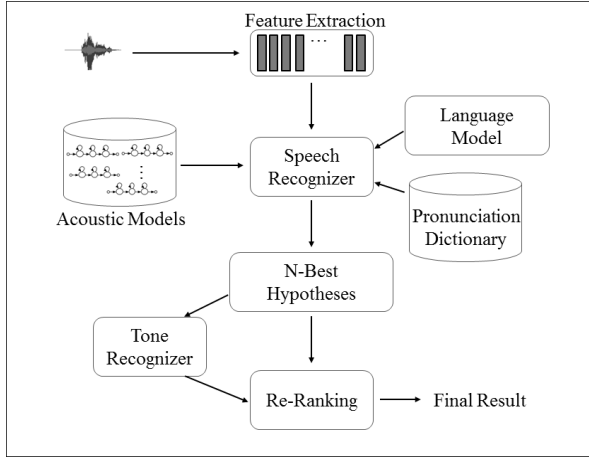 Feature Extraction
...
Language
Model
Speech
Recognizer
Acoustic Models
Pronunciation
Dictionary
N-Best
Hypotheses
Tone
Recognizer
Re-Ranking
Final Result